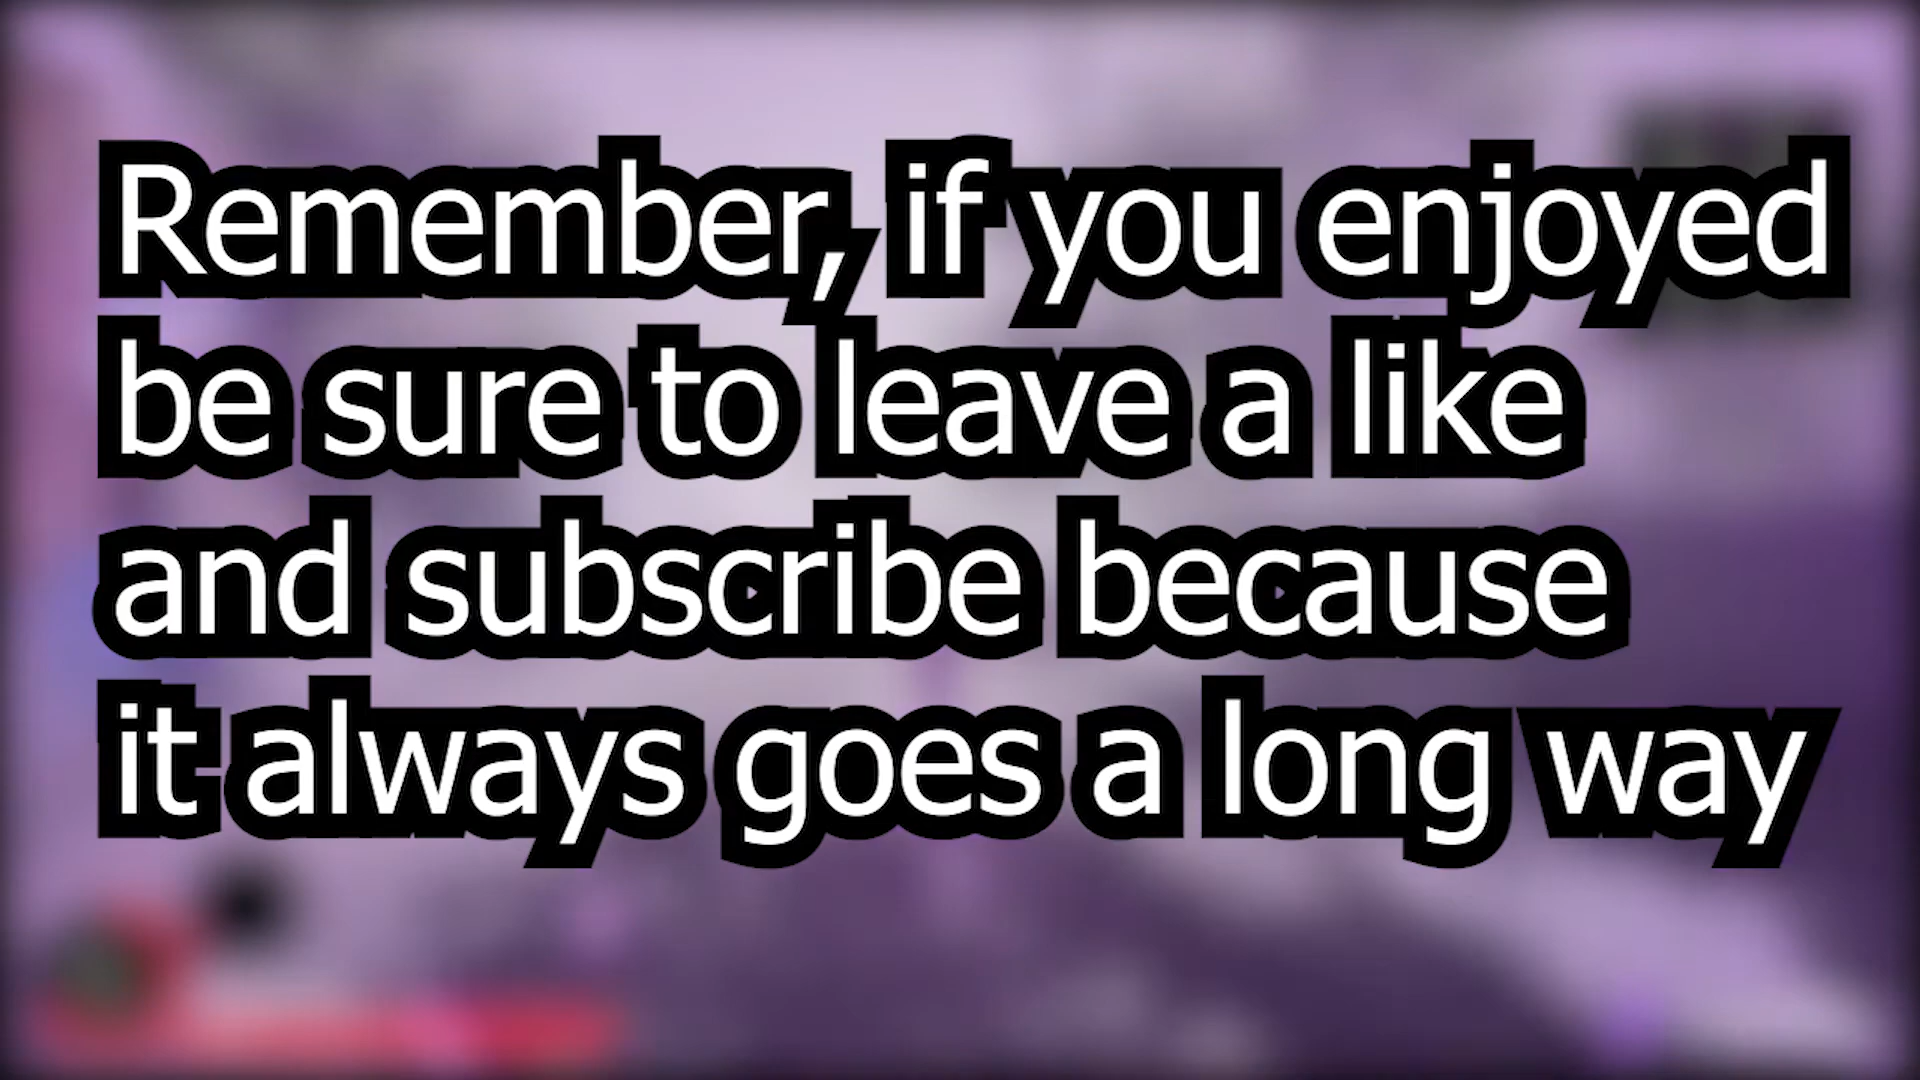 Remember, if you enjoyed
be sure to leave a like
and subscribe because
it always goes a long way